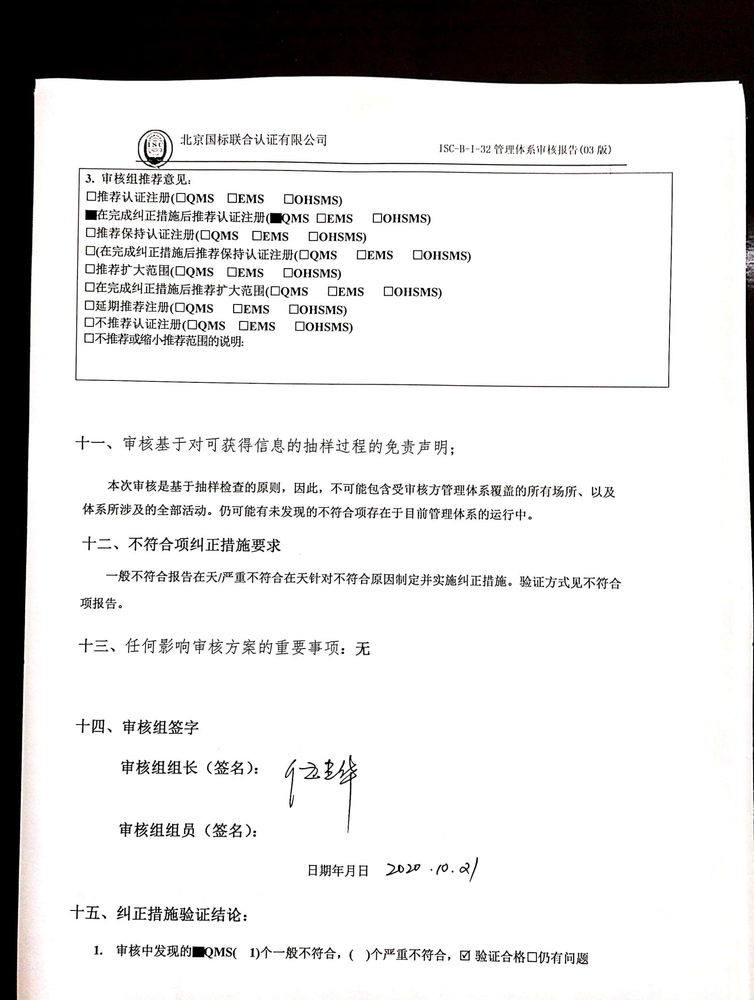 ISC
北京国标联合认证有限公司
ISC-B-I-32 管理体系审核报告(03 版)
3. 审核组推荐意见:
□推荐认证注册(□QMS □EMS □OHSMS)
■在完成纠正措施后推荐认证注册(■QMS □EMS □OHSMS)
□推荐保持认证注册(□QMS □EMS □OHSMS)
□(在完成纠正措施后推荐保持认证注册(□QMS □EMS □OHSMS)
□推荐扩大范围(□QMS □EMS □OHSMS)
□在完成纠正措施后推荐扩大范围(□QMS □EMS □OHSMS)
□延期推荐注册(□QMS □EMS □OHSMS)
□不推荐认证注册(□QMS □EMS □OHSMS)
□不推荐或缩小推荐范围的说明:
十一、审核基于对可获得信息的抽样过程的免责声明；
本次审核是基于抽样检查的原则，因此，不可能包含受审核方管理体系覆盖的所有场所、以及
体系所涉及的全部活动。仍可能有未发现的不符合项存在于目前管理体系的运行中。
十二、不符合项纠正措施要求
一般不符合报告在天/严重不符合在天针对不符合原因制定并实施纠正措施。验证方式见不符合
项报告。
十三、任何影响审核方案的重要事项：无
十四、审核组签字
审核组组长（签名）： 伍建华
审核组组员（签名）：
日期年月日 2020.10.21
十五、纠正措施验证结论：
1. 审核中发现的■QMS( 1)个一般不符合，( )个严重不符合，☑ 验证合格□仍有问题